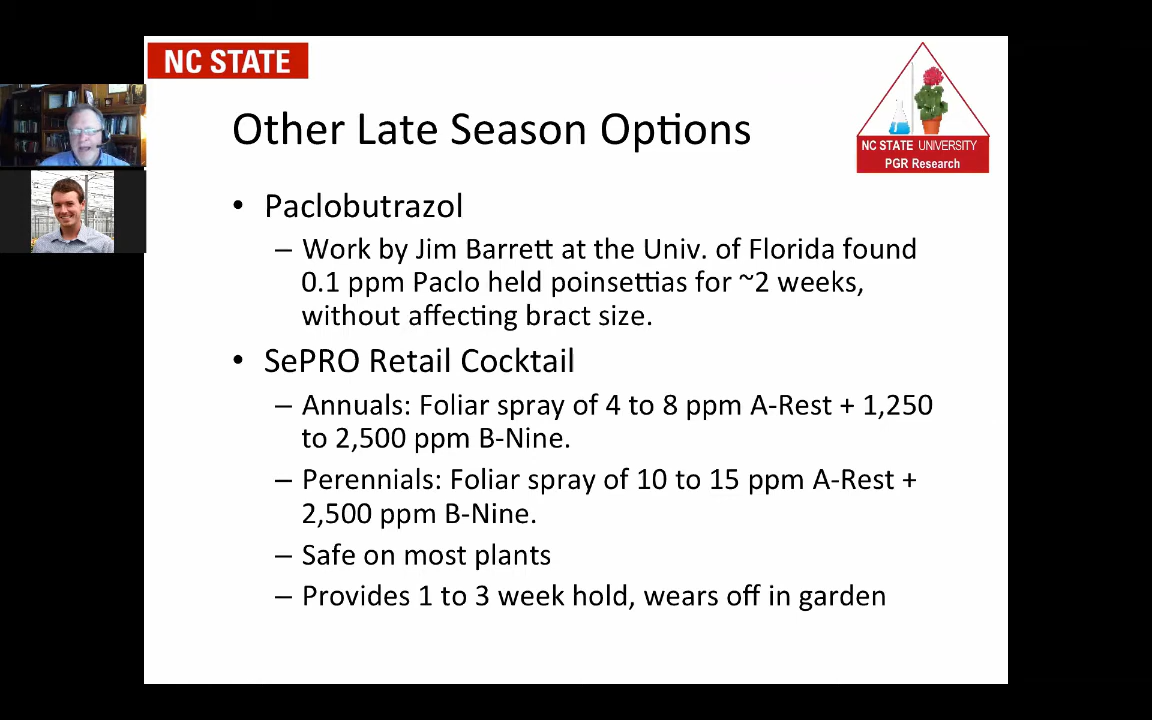 NC STATE
Other Late Season Options
NC STATE UNIVERSITY
PGR Research
• Paclobutrazol
– Work by Jim Barrett at the Univ. of Florida found
0.1 ppm Paclo held poinsettias for ~2 weeks,
without affecting bract size.
• SePRO Retail Cocktail
– Annuals: Foliar spray of 4 to 8 ppm A-Rest + 1,250
to 2,500 ppm B-Nine.
– Perennials: Foliar spray of 10 to 15 ppm A-Rest +
2,500 ppm B-Nine.
– Safe on most plants
– Provides 1 to 3 week hold, wears off in garden